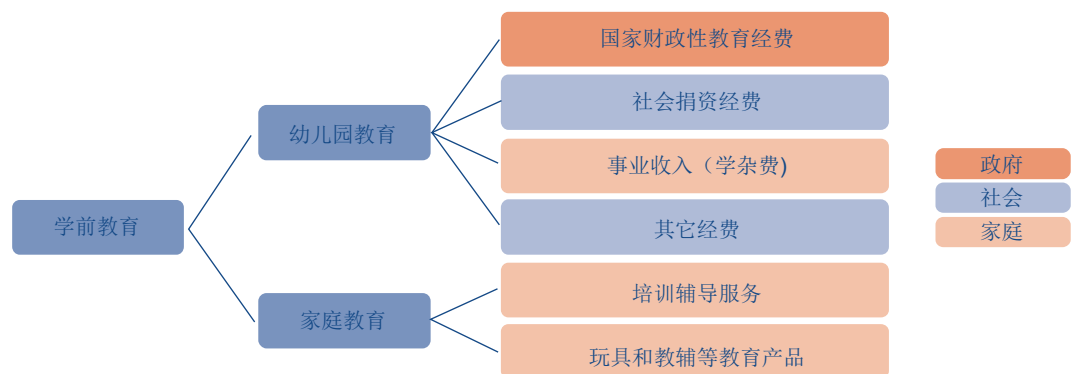 国家财政性教育经费
社会捐资经费
幼儿园教育
事业收入（学杂费)
政府
社会
学前教育
其它经费
家庭
培训辅导服务
家庭教育
玩具和教辅等教育产品